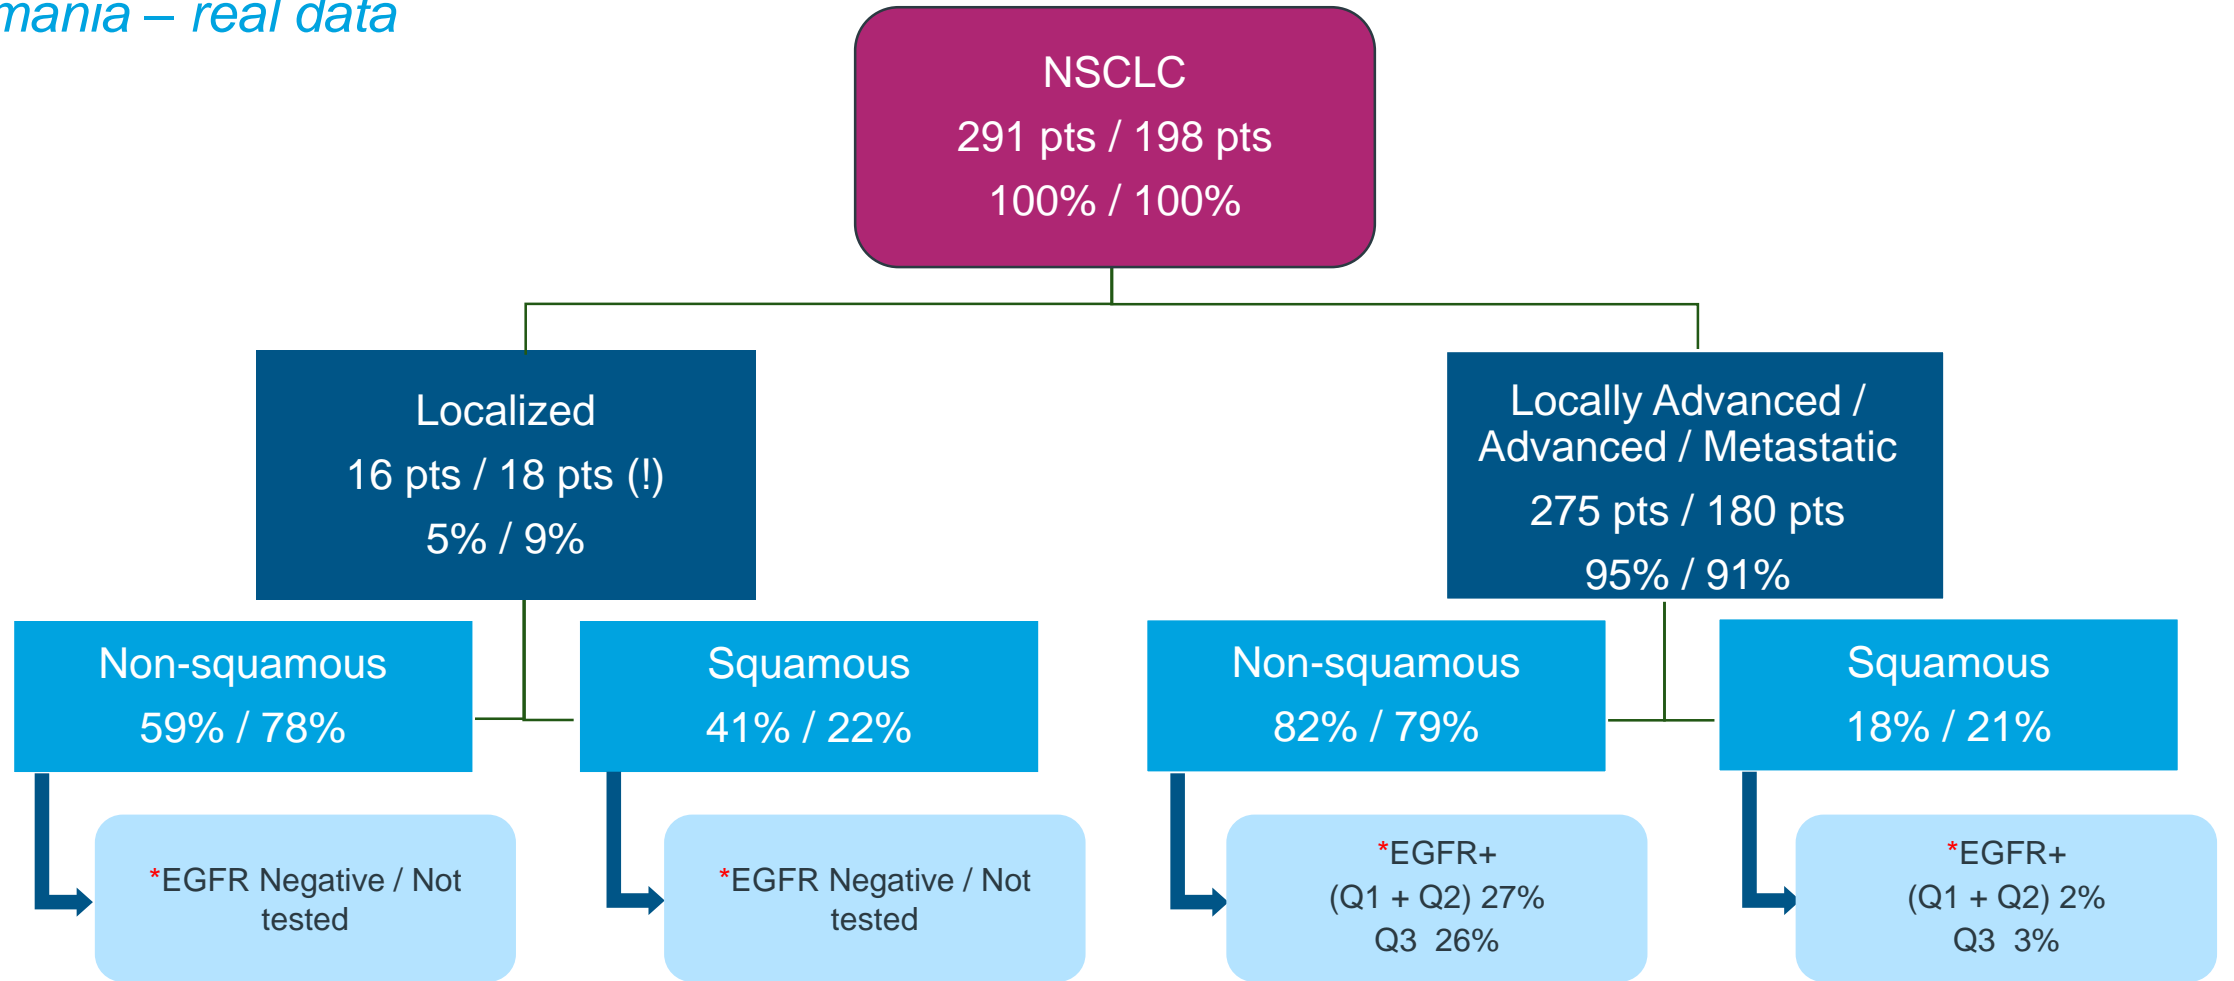 mania – real data
NSCLC
291 pts / 198 pts
100% / 100%
Localized
16 pts / 18 pts (!)
5% / 9%
Locally Advanced /
Advanced / Metastatic
275 pts / 180 pts
95% / 91%
Non-squamous
59% / 78%
Squamous
41% / 22%
Non-squamous
82% / 79%
Squamous
18% / 21%
*EGFR Negative / Not
tested
*EGFR Negative / Not
tested
*EGFR+
(Q1 + Q2) 27%
Q3 26%
*EGFR+
(Q1 + Q2) 2%
Q3 3%